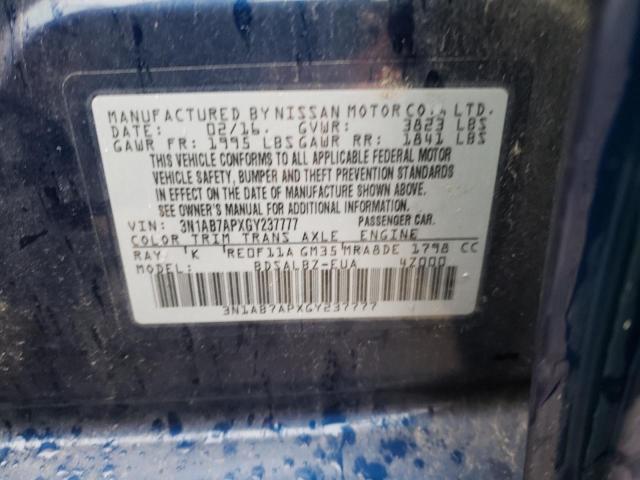 MANUFACTURED BY NISSAN MOTOR CO., LTD.
DATE: 02/16. GVWR: 3823 LBS
GAWR FR: 1995 LBS GAWR RR: 1841 LBS
THIS VEHICLE CONFORMS TO ALL APPLICABLE FEDERAL MOTOR
VEHICLE SAFETY, BUMPER AND THEFT PREVENTION STANDARDS
IN EFFECT ON THE DATE OF MANUFACTURE SHOWN ABOVE.
SEE OWNER'S MANUAL FOR ADDITIONAL INFORMATION.
VIN: 3N1AB7APXGY237777 PASSENGER CAR.
COLOR TRIM TRANS AXLE ENGINE
RAY K RE0F11A GM35 MRA8DE 1798 CC
MODEL: BDSALBZ-EUA 4Z000
3N1AB7APXGY237777